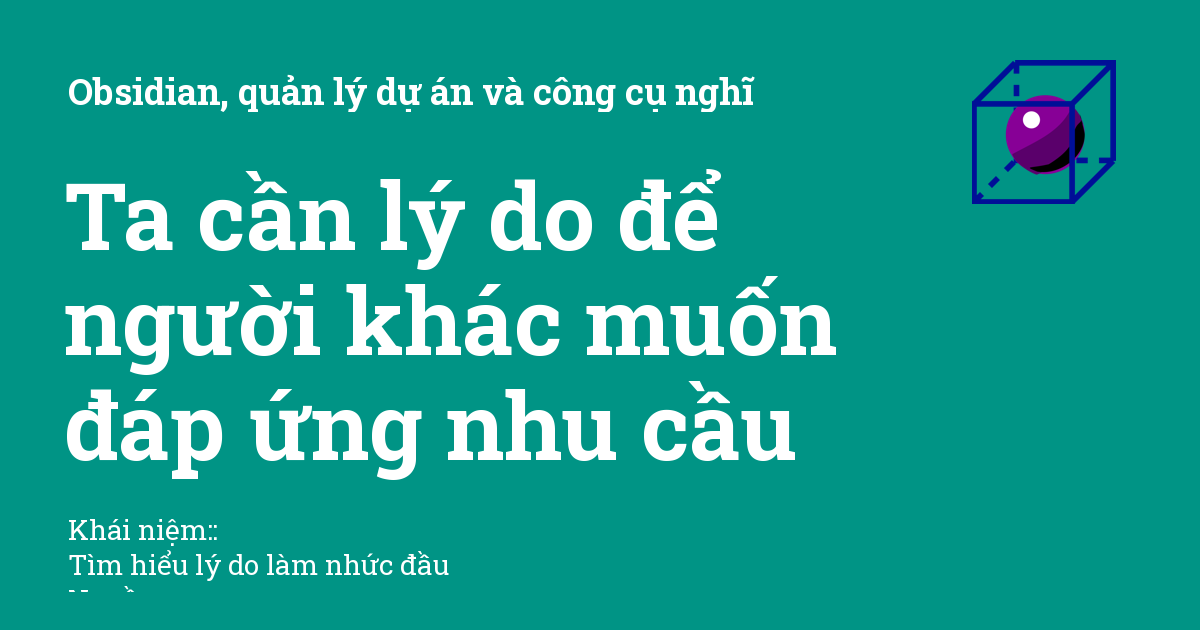 Obsidian, quản lý dự án và công cụ nghĩ
Ta cần lý do để
người khác muốn
đáp ứng nhu cầu
Khái niệm::
Tìm hiểu lý do làm nhức đầu